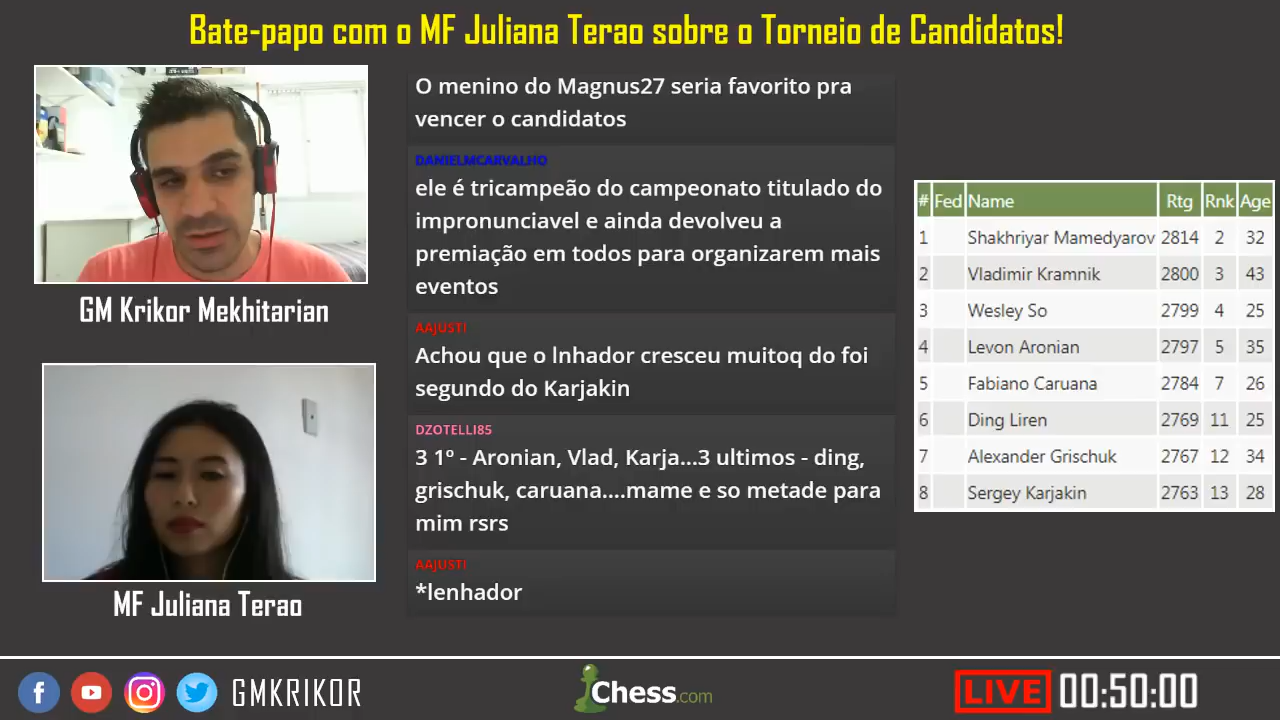 Bate-papo com o MF Juliana Terao sobre o Torneio de Candidatos!
GM Krikor Mekhitarian
MF Juliana Terao
O menino do Magnus27 seria favorito pra
vencer o candidatos
DANIELMCARVALHO
ele é tricampeão do campeonato titulado do
impronunciavel e ainda devolveu a
premiação em todos para organizarem mais
eventos
AAJUSTI
Achou que o lnhador cresceu muitoq do foi
segundo do Karjakin
DZOTELLI85
3 1º - Aronian, Vlad, Karja...3 ultimos - ding,
grischuk, caruana....mame e so metade para
mim rsrs
AAJUSTI
*lenhador
# Fed Name Rtg Rnk Age
1 Shakhriyar Mamedyarov 2814 2 32
2 Vladimir Kramnik 2800 3 43
3 Wesley So 2799 4 25
4 Levon Aronian 2797 5 35
5 Fabiano Caruana 2784 7 26
6 Ding Liren 2769 11 25
7 Alexander Grischuk 2767 12 34
8 Sergey Karjakin 2763 13 28
GMKRIKOR
Chess.com
LIVE 00:50:00